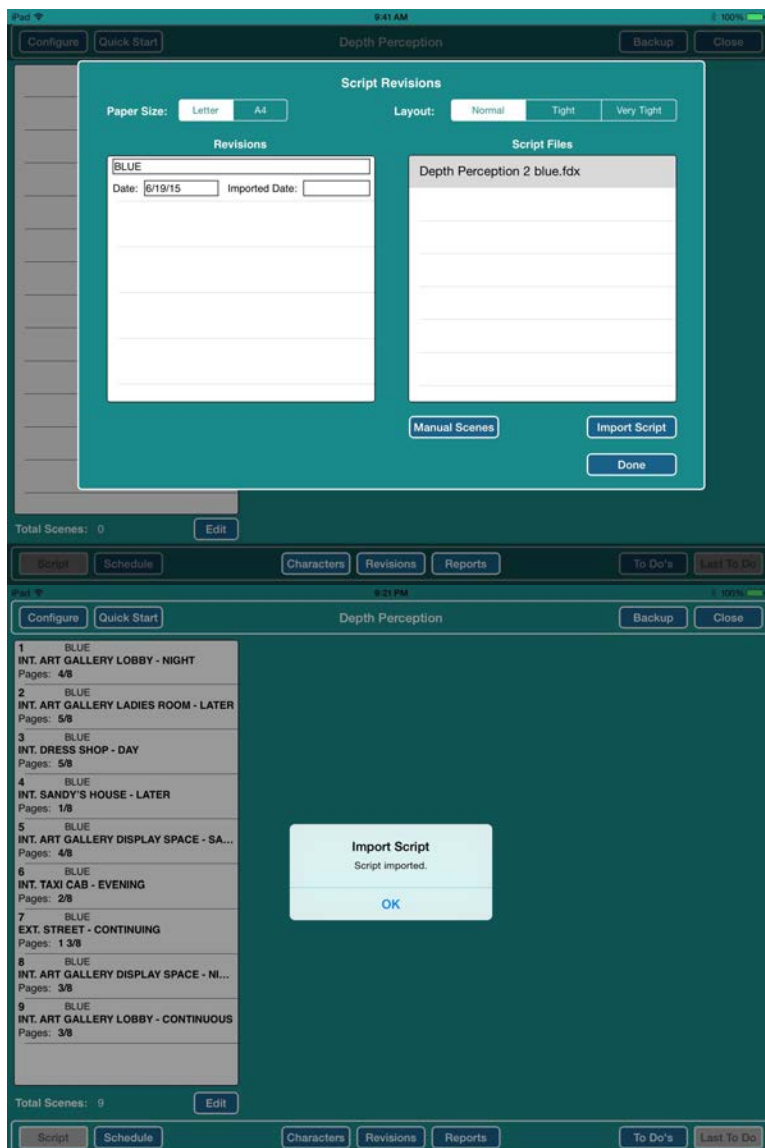 iPad 9:41 AM 100%
Configure Quick Start Depth Perception Backup Close
Script Revisions
Paper Size: Letter A4 Layout: Normal Tight Very Tight
Revisions Script Files
BLUE
Depth Perception 2 blue.fdx
Date: 6/19/15 Imported Date:
Manual Scenes Import Script
Done
Total Scenes: 0 Edit
Script Schedule Characters Revisions Reports To Do's Last To Do
iPad 9:21 PM 100%
Configure Quick Start Depth Perception Backup Close
1 BLUE
INT. ART GALLERY LOBBY - NIGHT
Pages: 4/8
2 BLUE
INT. ART GALLERY LADIES ROOM - LATER
Pages: 5/8
3 BLUE
INT. DRESS SHOP - DAY
Pages: 5/8
4 BLUE
INT. SANDY'S HOUSE - LATER
Pages: 1/8
5 BLUE
INT. ART GALLERY DISPLAY SPACE - SA...
Pages: 4/8
6 BLUE
INT. TAXI CAB - EVENING
Pages: 2/8
7 BLUE
EXT. STREET - CONTINUING
Pages: 1 3/8
8 BLUE
INT. ART GALLERY DISPLAY SPACE - NI...
Pages: 3/8
9 BLUE
INT. ART GALLERY LOBBY - CONTINUOUS
Pages: 3/8
Import Script
Script imported.
OK
Total Scenes: 9 Edit
Script Schedule Characters Revisions Reports To Do's Last To Do